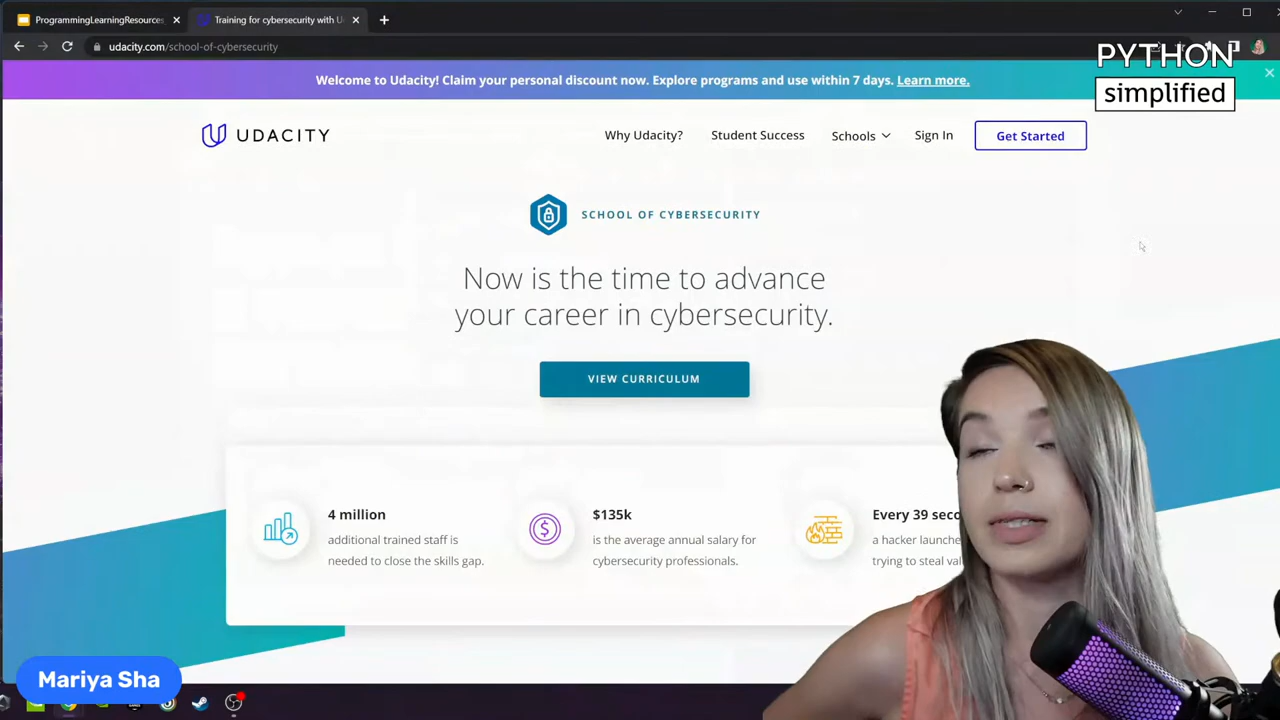 ProgrammingLearningResources
Training for cybersecurity with U
udacity.com/school-of-cybersecurity
PYTHON
simplified
Welcome to Udacity! Claim your personal discount now. Explore programs and use within 7 days. Learn more.
UDACITY
Why Udacity?
Student Success
Schools
Sign In
Get Started
SCHOOL OF CYBERSECURITY
Now is the time to advance
your career in cybersecurity.
VIEW CURRICULUM
4 million
additional trained staff is
needed to close the skills gap.
$135k
is the average annual salary for
cybersecurity professionals.
Every 39 seco
a hacker launche
trying to steal val
Mariya Sha